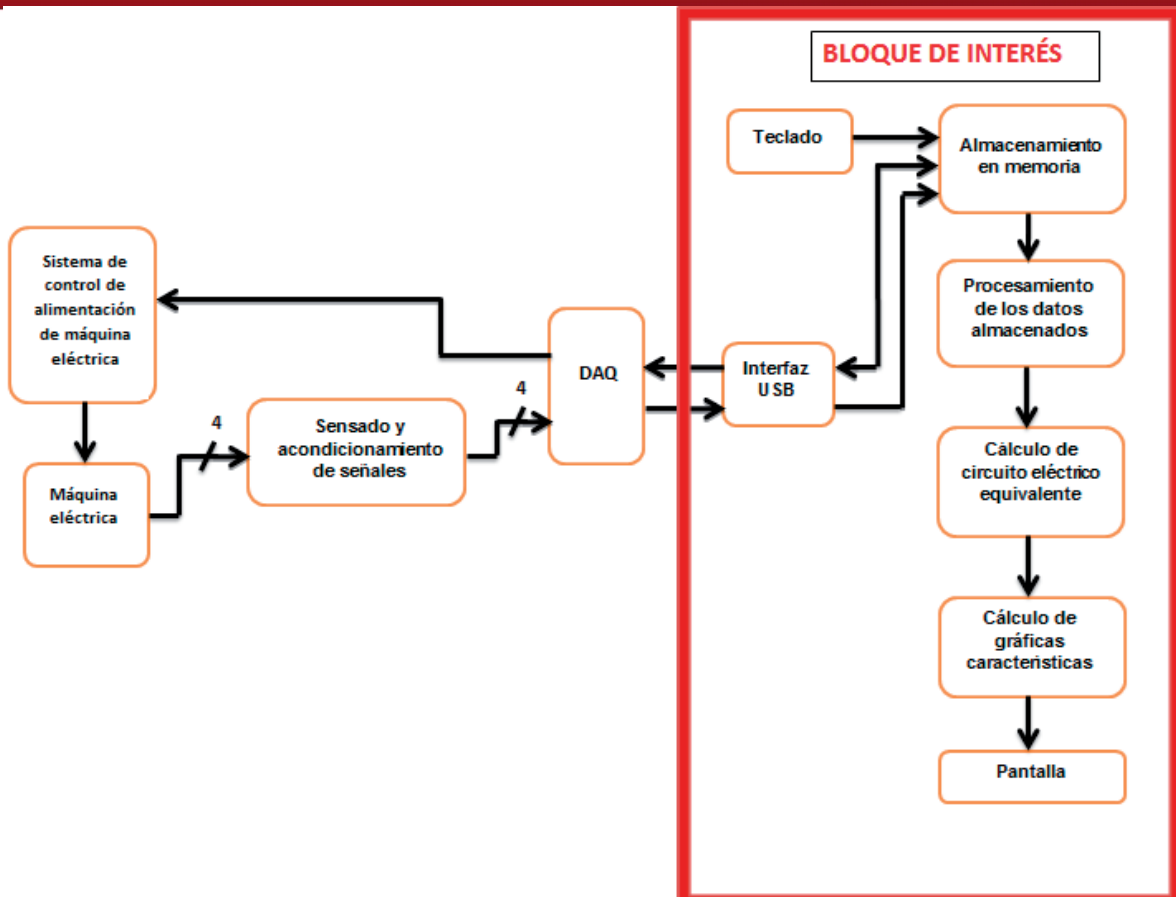 BLOQUE DE INTERÉS
Teclado
Almacenamiento
en memoria
Sistema de
control de
alimentación
de máquina
eléctrica
Procesamiento
de los datos
almacenados
DAQ
Interfaz
USB
4
4
Sensado y
acondicionamiento
de señales
Máquina
eléctrica
Cálculo de
circuito eléctrico
equivalente
Cálculo de
gráficas
características
Pantalla